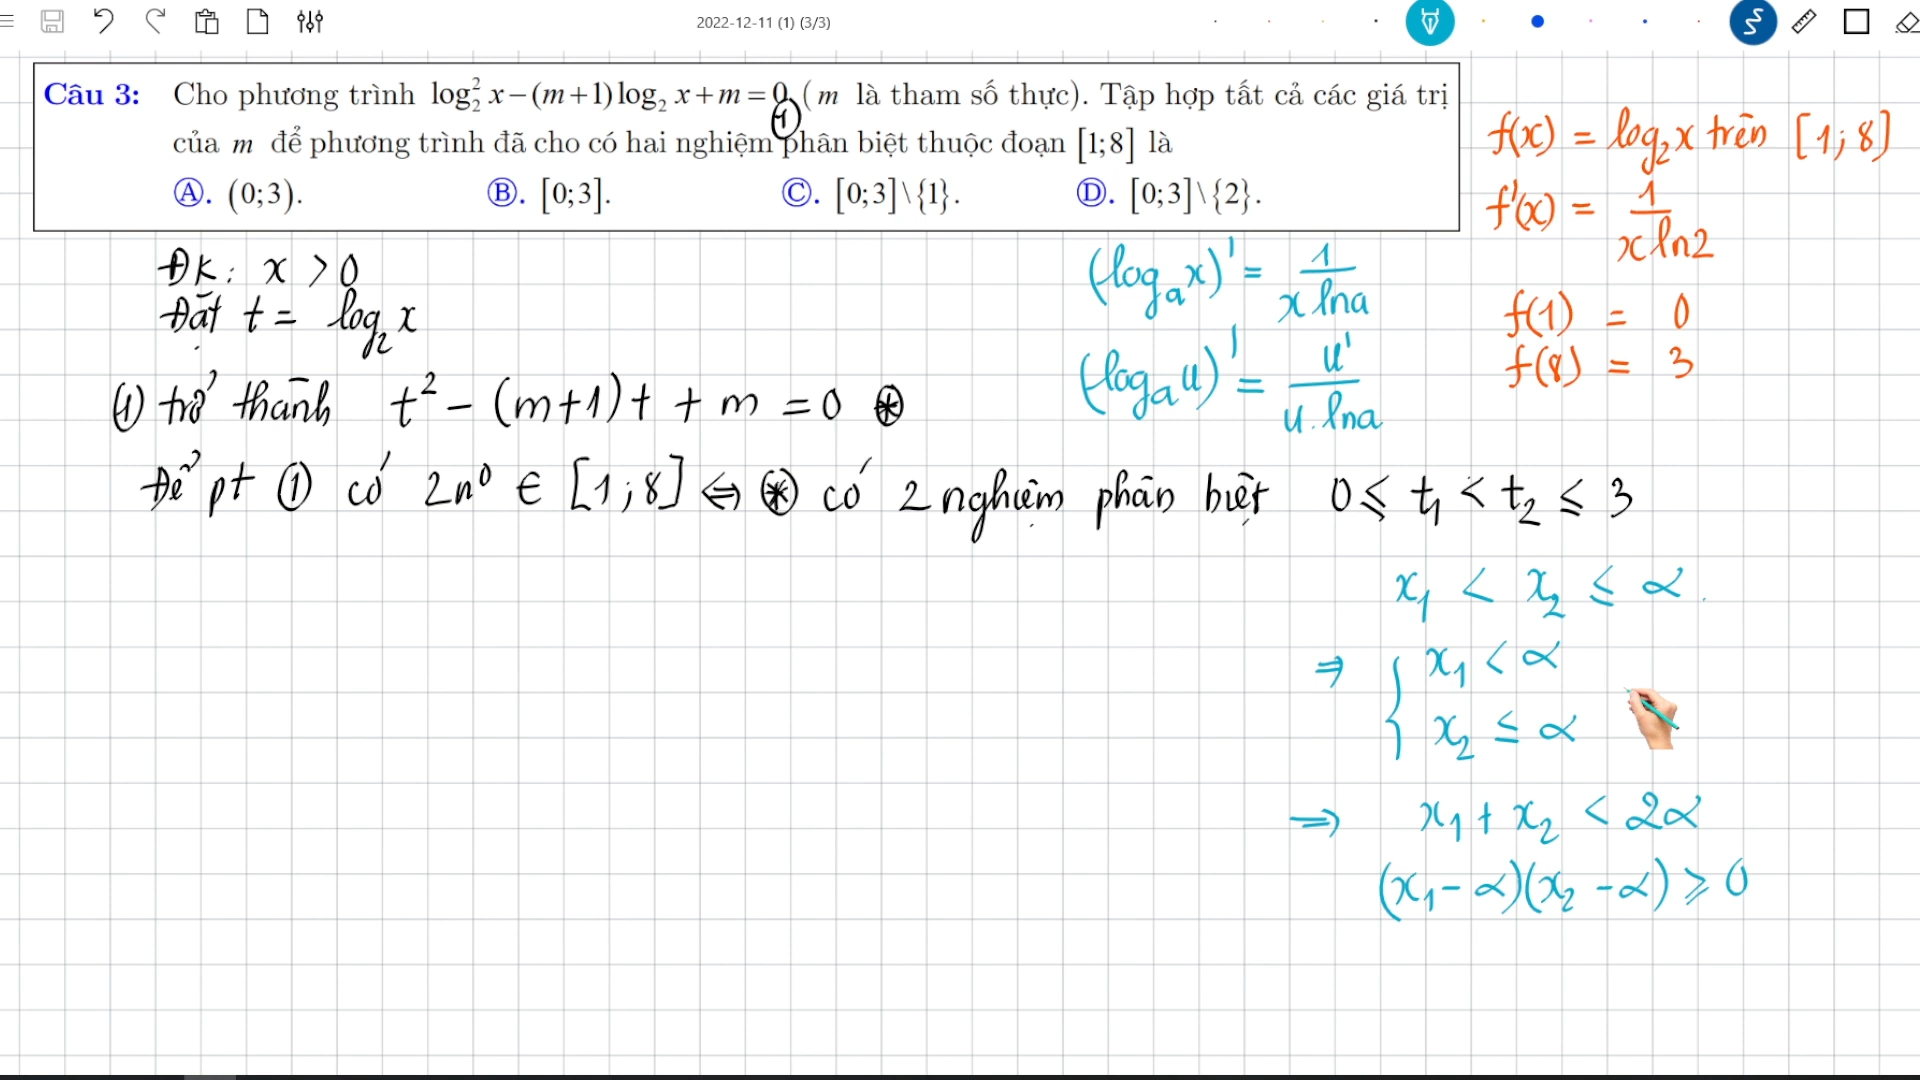 2022-12-11 (1) (3/3)
Câu 3: Cho phương trình log₂² x − (m+1) log₂ x + m = 0 (m là tham số thực). Tập hợp tất cả các giá trị
(1)
của m để phương trình đã cho có hai nghiệm phân biệt thuộc đoạn [1;8] là
A. (0;3). B. [0;3]. C. [0;3]\{1}. D. [0;3]\{2}.
f(x) = log₂x trên [1;8]
f'(x) = 1/(x ln2)
f(1) = 0
f(8) = 3
ĐK: x > 0
Đặt t = log₂ x
(1) trở thành t² − (m+1)t + m = 0 (*)
(logₐx)' = 1/(x lna)
(logₐu)' = u'/(u.lna)
Để pt (1) có 2n⁰ ∈ [1;8] ⇔ (*) có 2 nghiệm phân biệt 0 ≤ t₁ < t₂ ≤ 3
x₁ < x₂ ≤ α.
⇒ { x₁ < α
x₂ ≤ α
⇒ x₁ + x₂ < 2α
(x₁ − α)(x₂ − α) ≥ 0